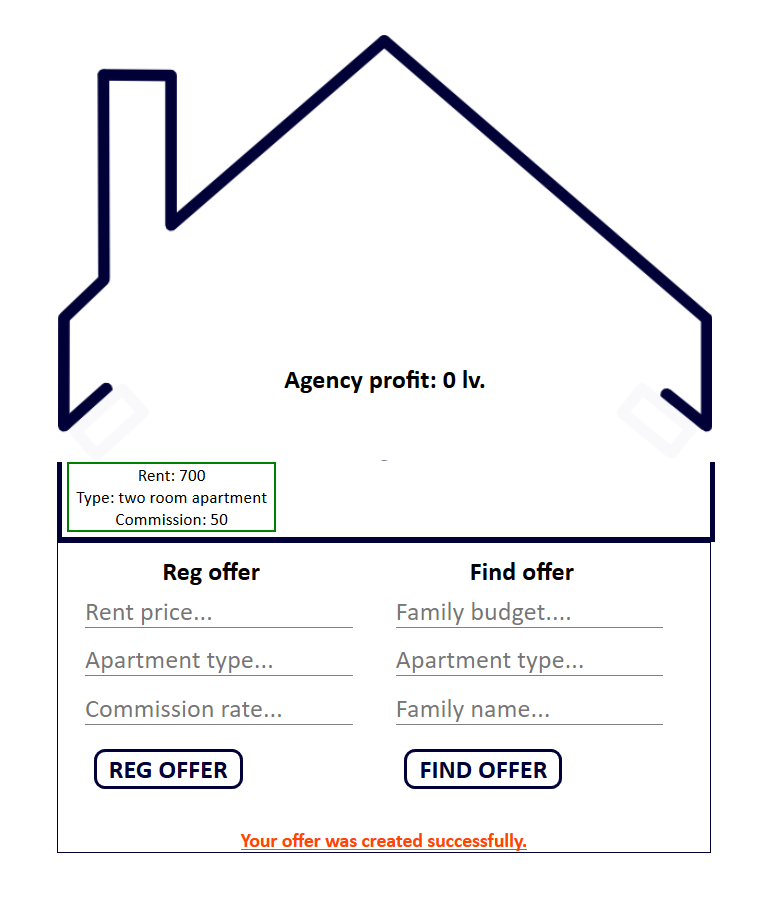 Agency profit: 0 lv.
Rent: 700
Type: two room apartment
Commission: 50
Reg offer
Rent price...
Apartment type...
Commission rate...
REG OFFER
Find offer
Family budget....
Apartment type...
Family name...
FIND OFFER
Your offer was created successfully.